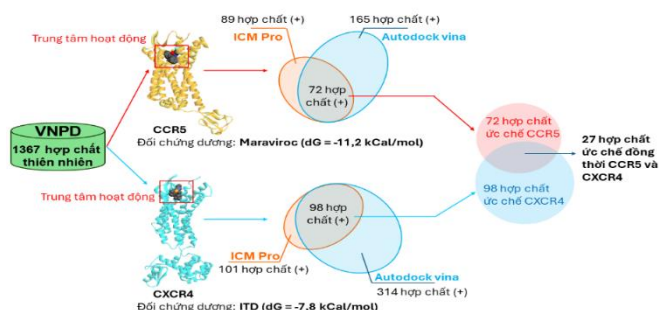 89 hợp chất (+)
165 hợp chất (+)
Trung tâm hoạt động
ICM Pro
Autodock vina
72 hợp
chất (+)
CCR5
Đối chứng dương: Maraviroc (dG = -11,2 kCal/mol)
VNPD
1367 hợp chất
thiên nhiên
72 hợp chất
ức chế CCR5
27 hợp chất
ức chế đồng
thời CCR5 và
CXCR4
98 hợp chất
ức chế CXCR4
Trung tâm hoạt động
98 hợp
chất (+)
ICM Pro
101 hợp chất (+)
Autodock vina
314 hợp chất (+)
CXCR4
Đối chứng dương: ITD (dG = -7,8 kCal/mol)